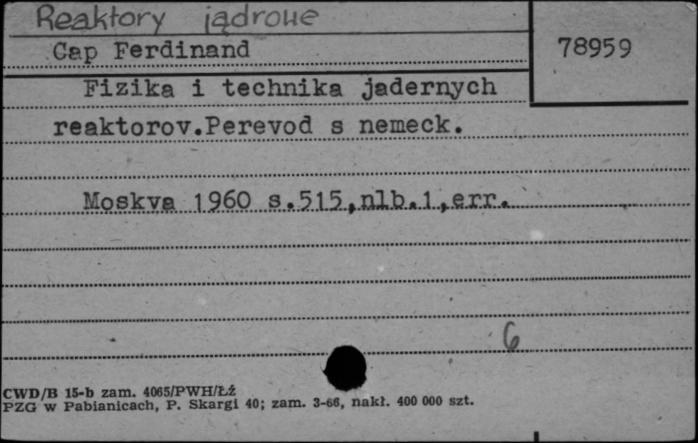 Reaktory jądrowe
Cap Ferdinand
78959
Fizika i technika jadernych
reaktorov.Perevod s nemeck.
Moskva 1960 s.515,nlb.1,err.
6
CWD/B 15-b zam. 4065/PWH/Łź
PZG w Pabianicach, P. Skargi 40; zam. 3-66, nakł. 400 000 szt.